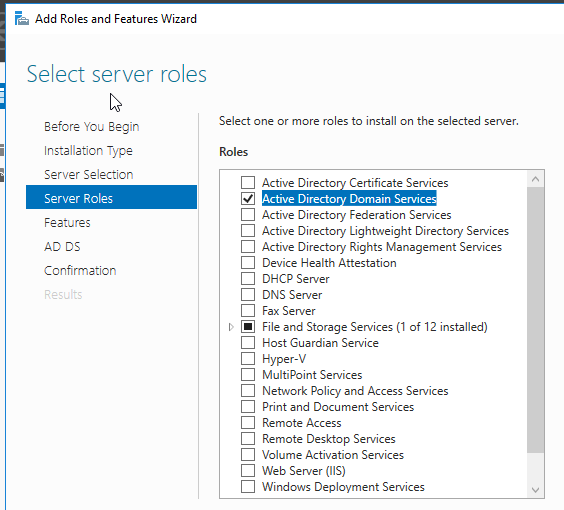 Add Roles and Features Wizard
Select server roles
Before You Begin
Installation Type
Server Selection
Server Roles
Features
AD DS
Confirmation
Results
Select one or more roles to install on the selected server.
Roles
Active Directory Certificate Services
Active Directory Domain Services
Active Directory Federation Services
Active Directory Lightweight Directory Services
Active Directory Rights Management Services
Device Health Attestation
DHCP Server
DNS Server
Fax Server
File and Storage Services (1 of 12 installed)
Host Guardian Service
Hyper-V
MultiPoint Services
Network Policy and Access Services
Print and Document Services
Remote Access
Remote Desktop Services
Volume Activation Services
Web Server (IIS)
Windows Deployment Services